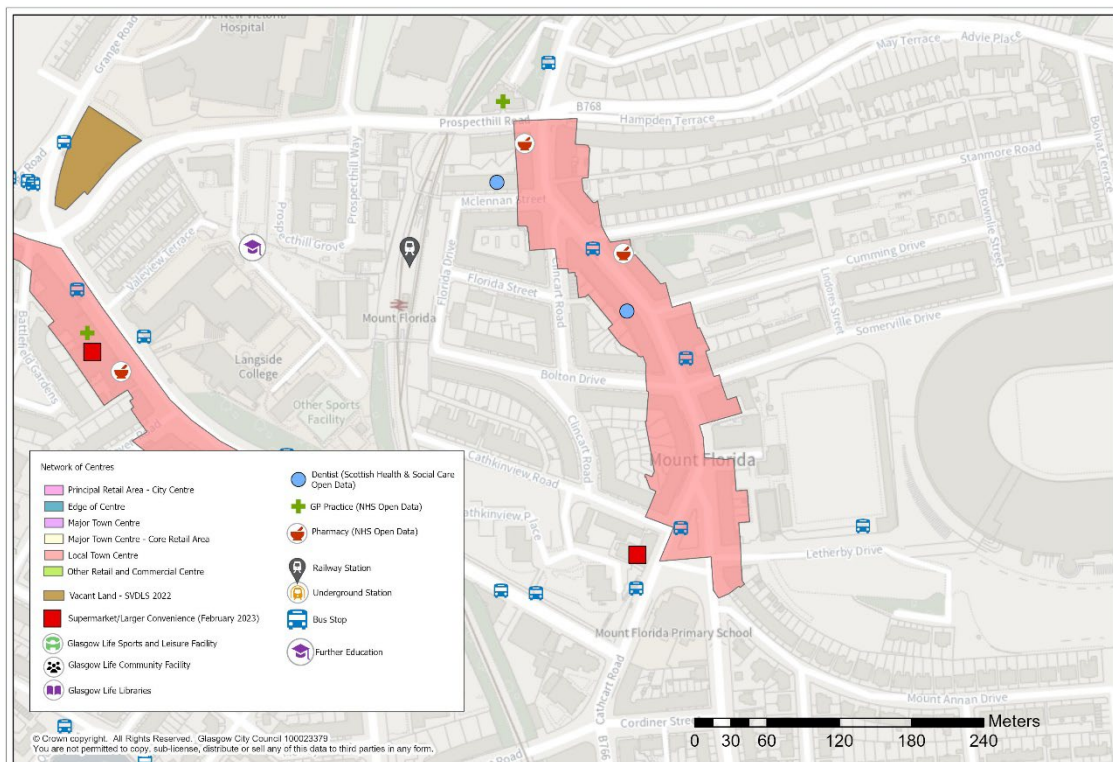 The New Victoria
Hospital
Grange Road
May Terrace
Advie Place
B768
Prospecthill Road
Hampden Terrace
Bolivar Terrace
Stanmore Road
Prospecthill Way
Mclennan Street
Brownlie Street
Prospecthill Grove
Valeview Terrace
Florida Drive
Clincart Road
Cumming Drive
Florida Street
Lindores Street
Mount Florida
Somerville Drive
Battlefield Gardens
Langside
College
Bolton Drive
Other Sports
Facility
Clincart Road
Mount Florida
Cathkinview Road
Cathkinview Place
Letherby Drive
Mount Florida Primary School
Cathcart Road
Mount Annan Drive
Cordiner Street
B766
Network of Centres
Principal Retail Area - City Centre
Edge of Centre
Major Town Centre
Major Town Centre - Core Retail Area
Local Town Centre
Other Retail and Commercial Centre
Vacant Land - SVDLS 2022
Supermarket/Larger Convenience (February 2023)
Glasgow Life Sports and Leisure Facility
Glasgow Life Community Facility
Glasgow Life Libraries
Dentist (Scottish Health & Social Care
Open Data)
GP Practice (NHS Open Data)
Pharmacy (NHS Open Data)
Railway Station
Underground Station
Bus Stop
Further Education
© Crown copyright. All Rights Reserved. Glasgow City Council 100023379
You are not permitted to copy, sub-license, distribute or sell any of this data to third parties in any form.
Meters
0 30 60 120 180 240